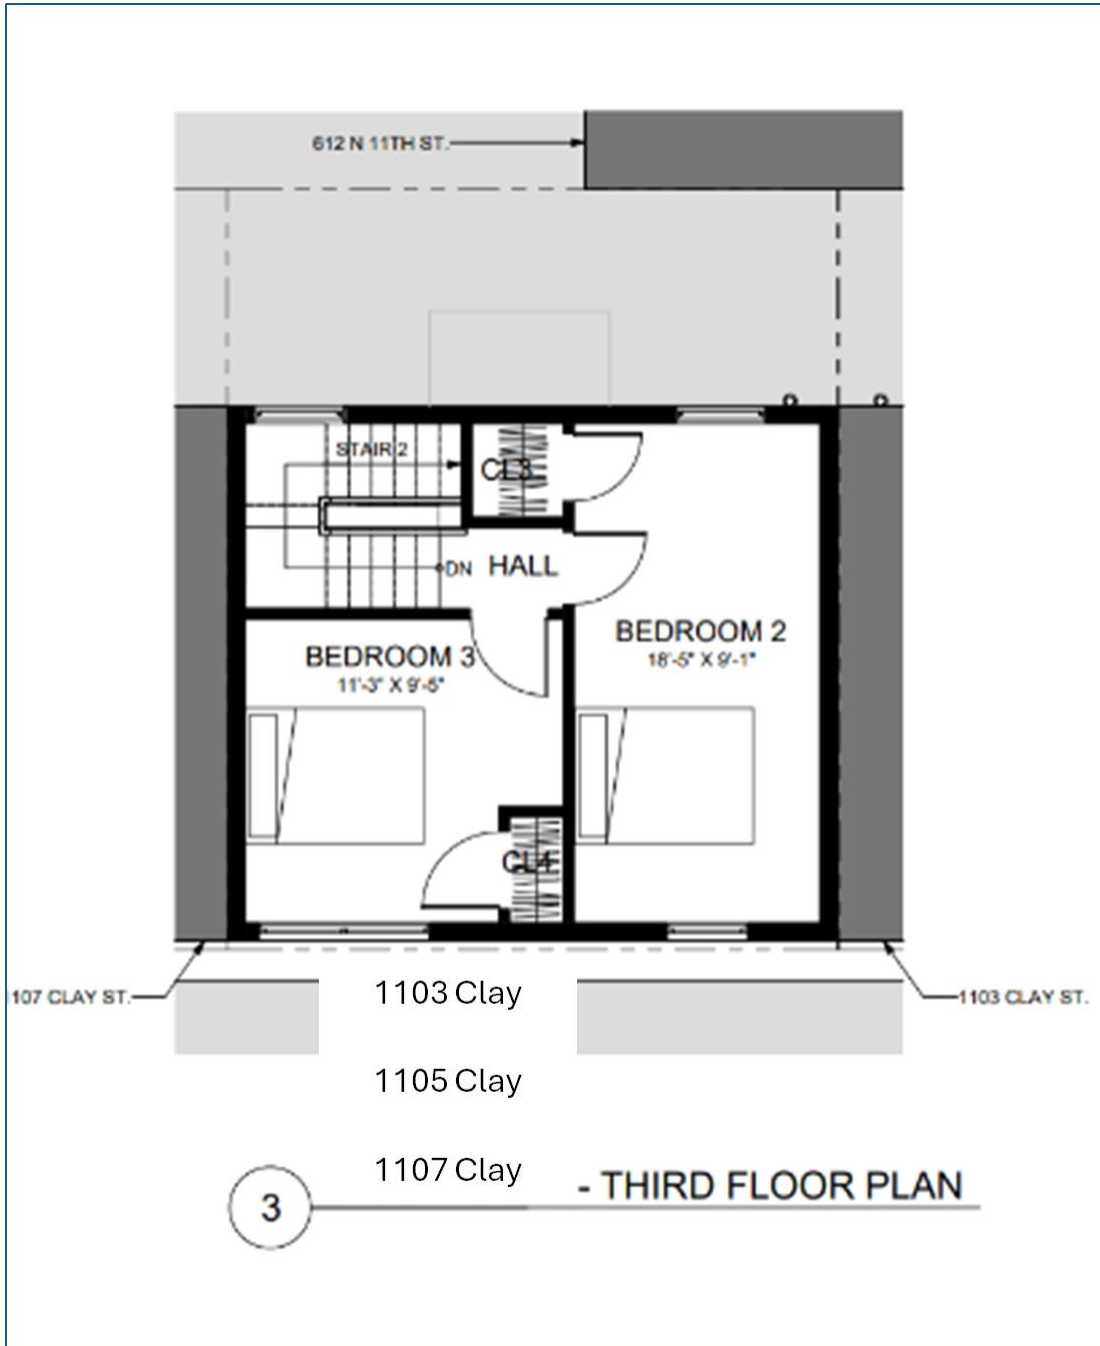 612 N 11TH ST.
STAIR 2
CL3
DN HALL
BEDROOM 2
18'-5" X 9'-1"
BEDROOM 3
11'-3" X 9'-5"
CL4
107 CLAY ST.
1103 Clay
1103 CLAY ST.
1105 Clay
1107 Clay
3
- THIRD FLOOR PLAN